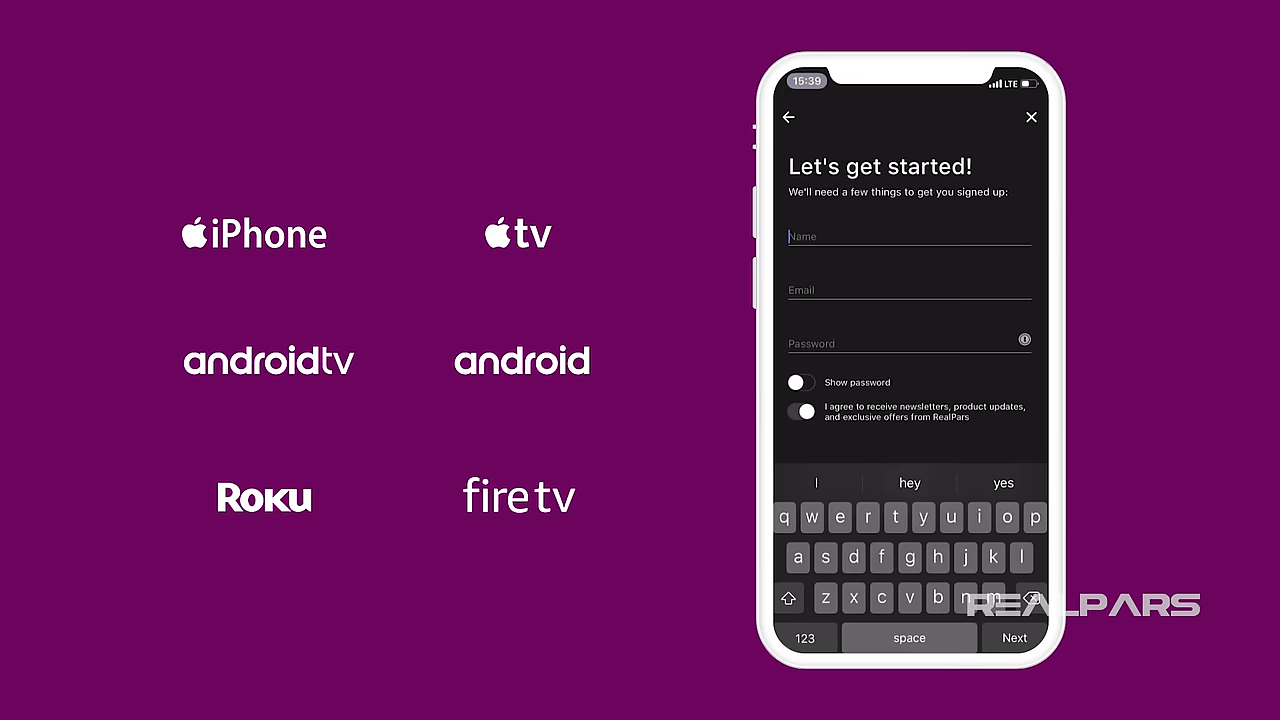 iPhone
tv
androidtv
android
Roku
fire tv
15:39
LTE
Let's get started!
We'll need a few things to get you signed up:
Name
Email
Password
Show password
I agree to receive newsletters, product updates,
and exclusive offers from RealPars
I hey yes
q w e r t y u i o p
a s d f g h j k l
z x c v b n m
REALPARS
123 space Next